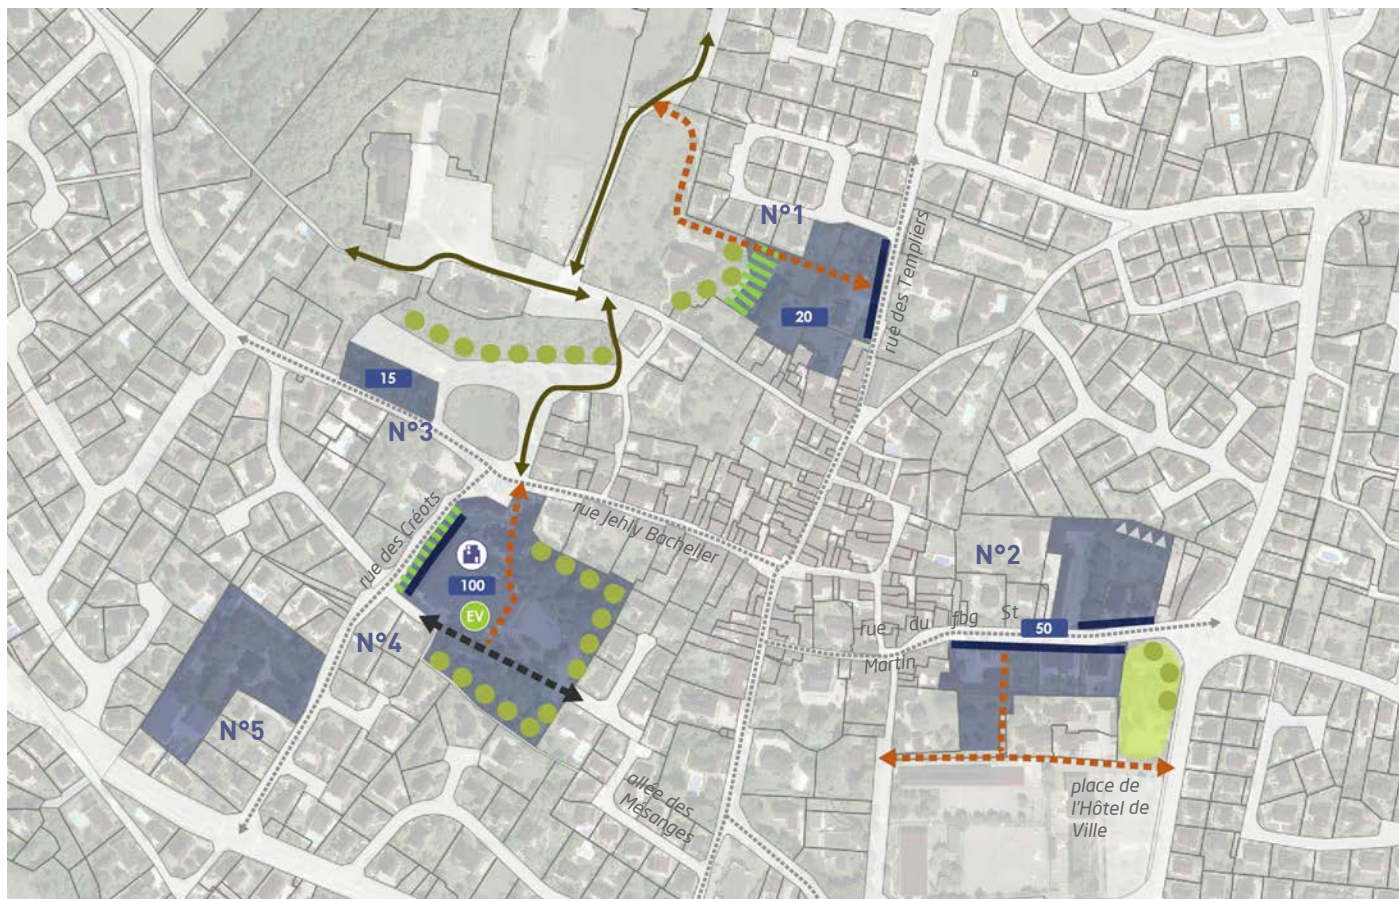 N°1
rue des Templiers
20
15
N°3
rue des Créots
rue Jehly Bacheller
N°2
100
EV
N°4
50
rue du fbg St
Martin
N°5
allée des
Mésanges
place de
l'Hôtel de
Ville